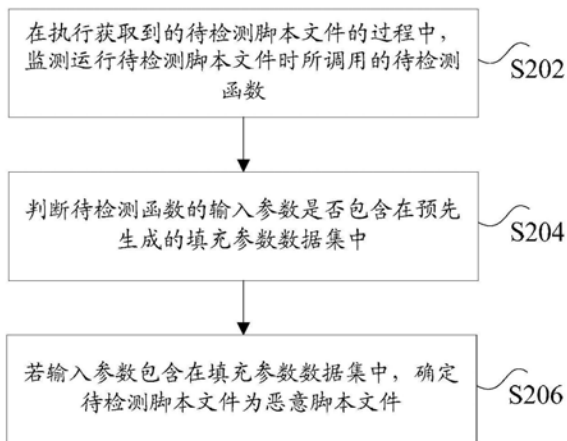 在执行获取到的待检测脚本文件的过程中，
监测运行待检测脚本文件时所调用的待检测
函数
S202
判断待检测函数的输入参数是否包含在预先
生成的填充参数数据集中
S204
若输入参数包含在填充参数数据集中，确定
待检测脚本文件为恶意脚本文件
S206